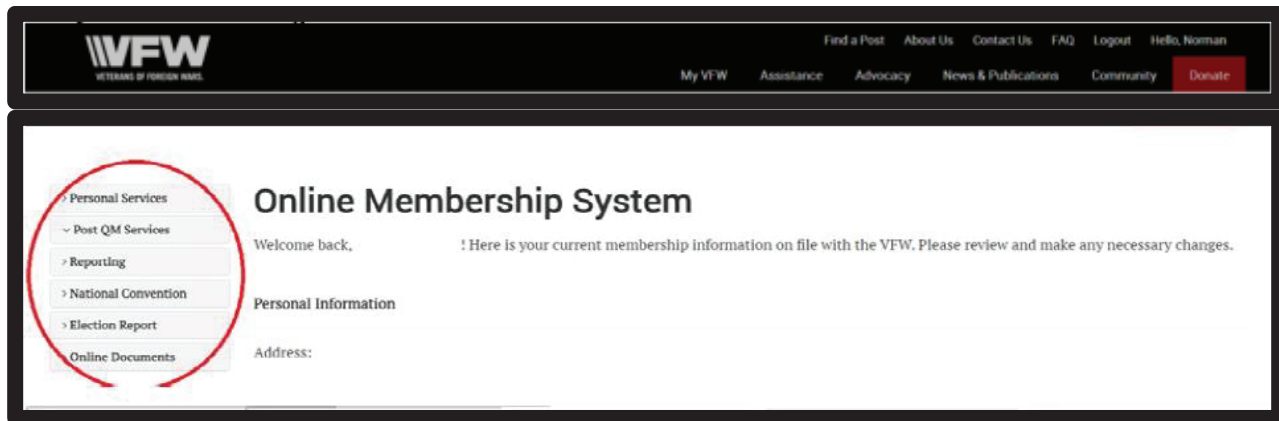 VFW
VETERANS OF FOREIGN WARS.
Find a Post About Us Contact Us FAQ Logout Hello, Norman
My VFW Assistance Advocacy News & Publications Community Donate
> Personal Services
Post QM Services
> Reporting
> National Convention
> Election Report
Online Documents
Online Membership System
Welcome back, ! Here is your current membership information on file with the VFW. Please review and make any necessary changes.
Personal Information
Address: